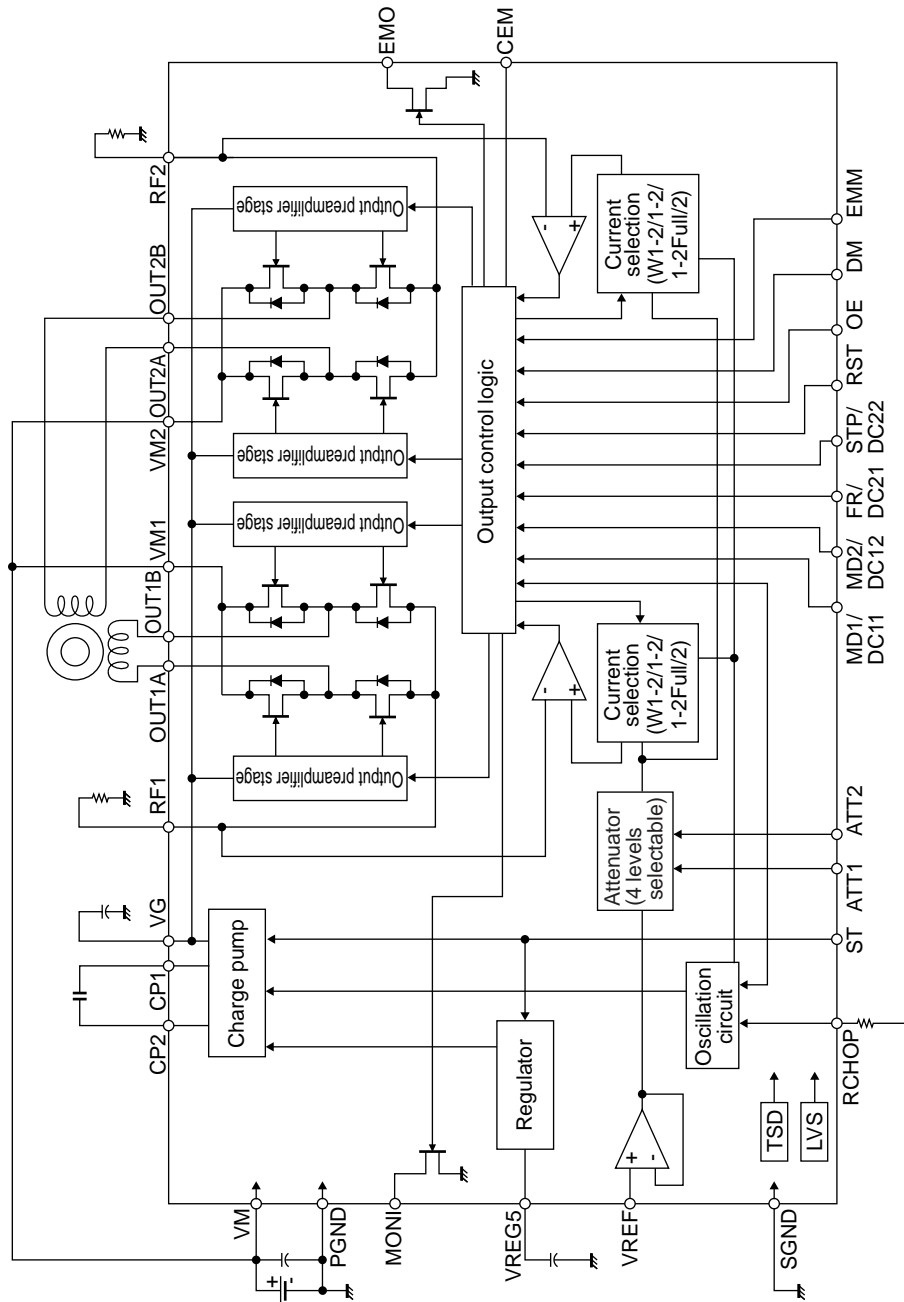 VM
PGND
MONI
VREG5
VREF
SGND
CP2
CP1
VG
RF1
OUT1A
OUT1B
VM1
VM2
OUT2A
OUT2B
RF2
EMO
CEM
Charge pump
Regulator
Output preamplifier stage
Output preamplifier stage
Output preamplifier stage
Output preamplifier stage
Output control logic
+
-
+
-
-
+
-
+
Attenuator
(4 levels
selectable)
Current
selection
(W1-2/1-2/
1-2Full/2)
Current
selection
(W1-2/1-2/
1-2Full/2)
Oscillation
circuit
TSD
LVS
RCHOP
ST
ATT1
ATT2
MD1/
DC11
MD2/
DC12
FR/
DC21
STP/
DC22
RST
OE
DM
EMM